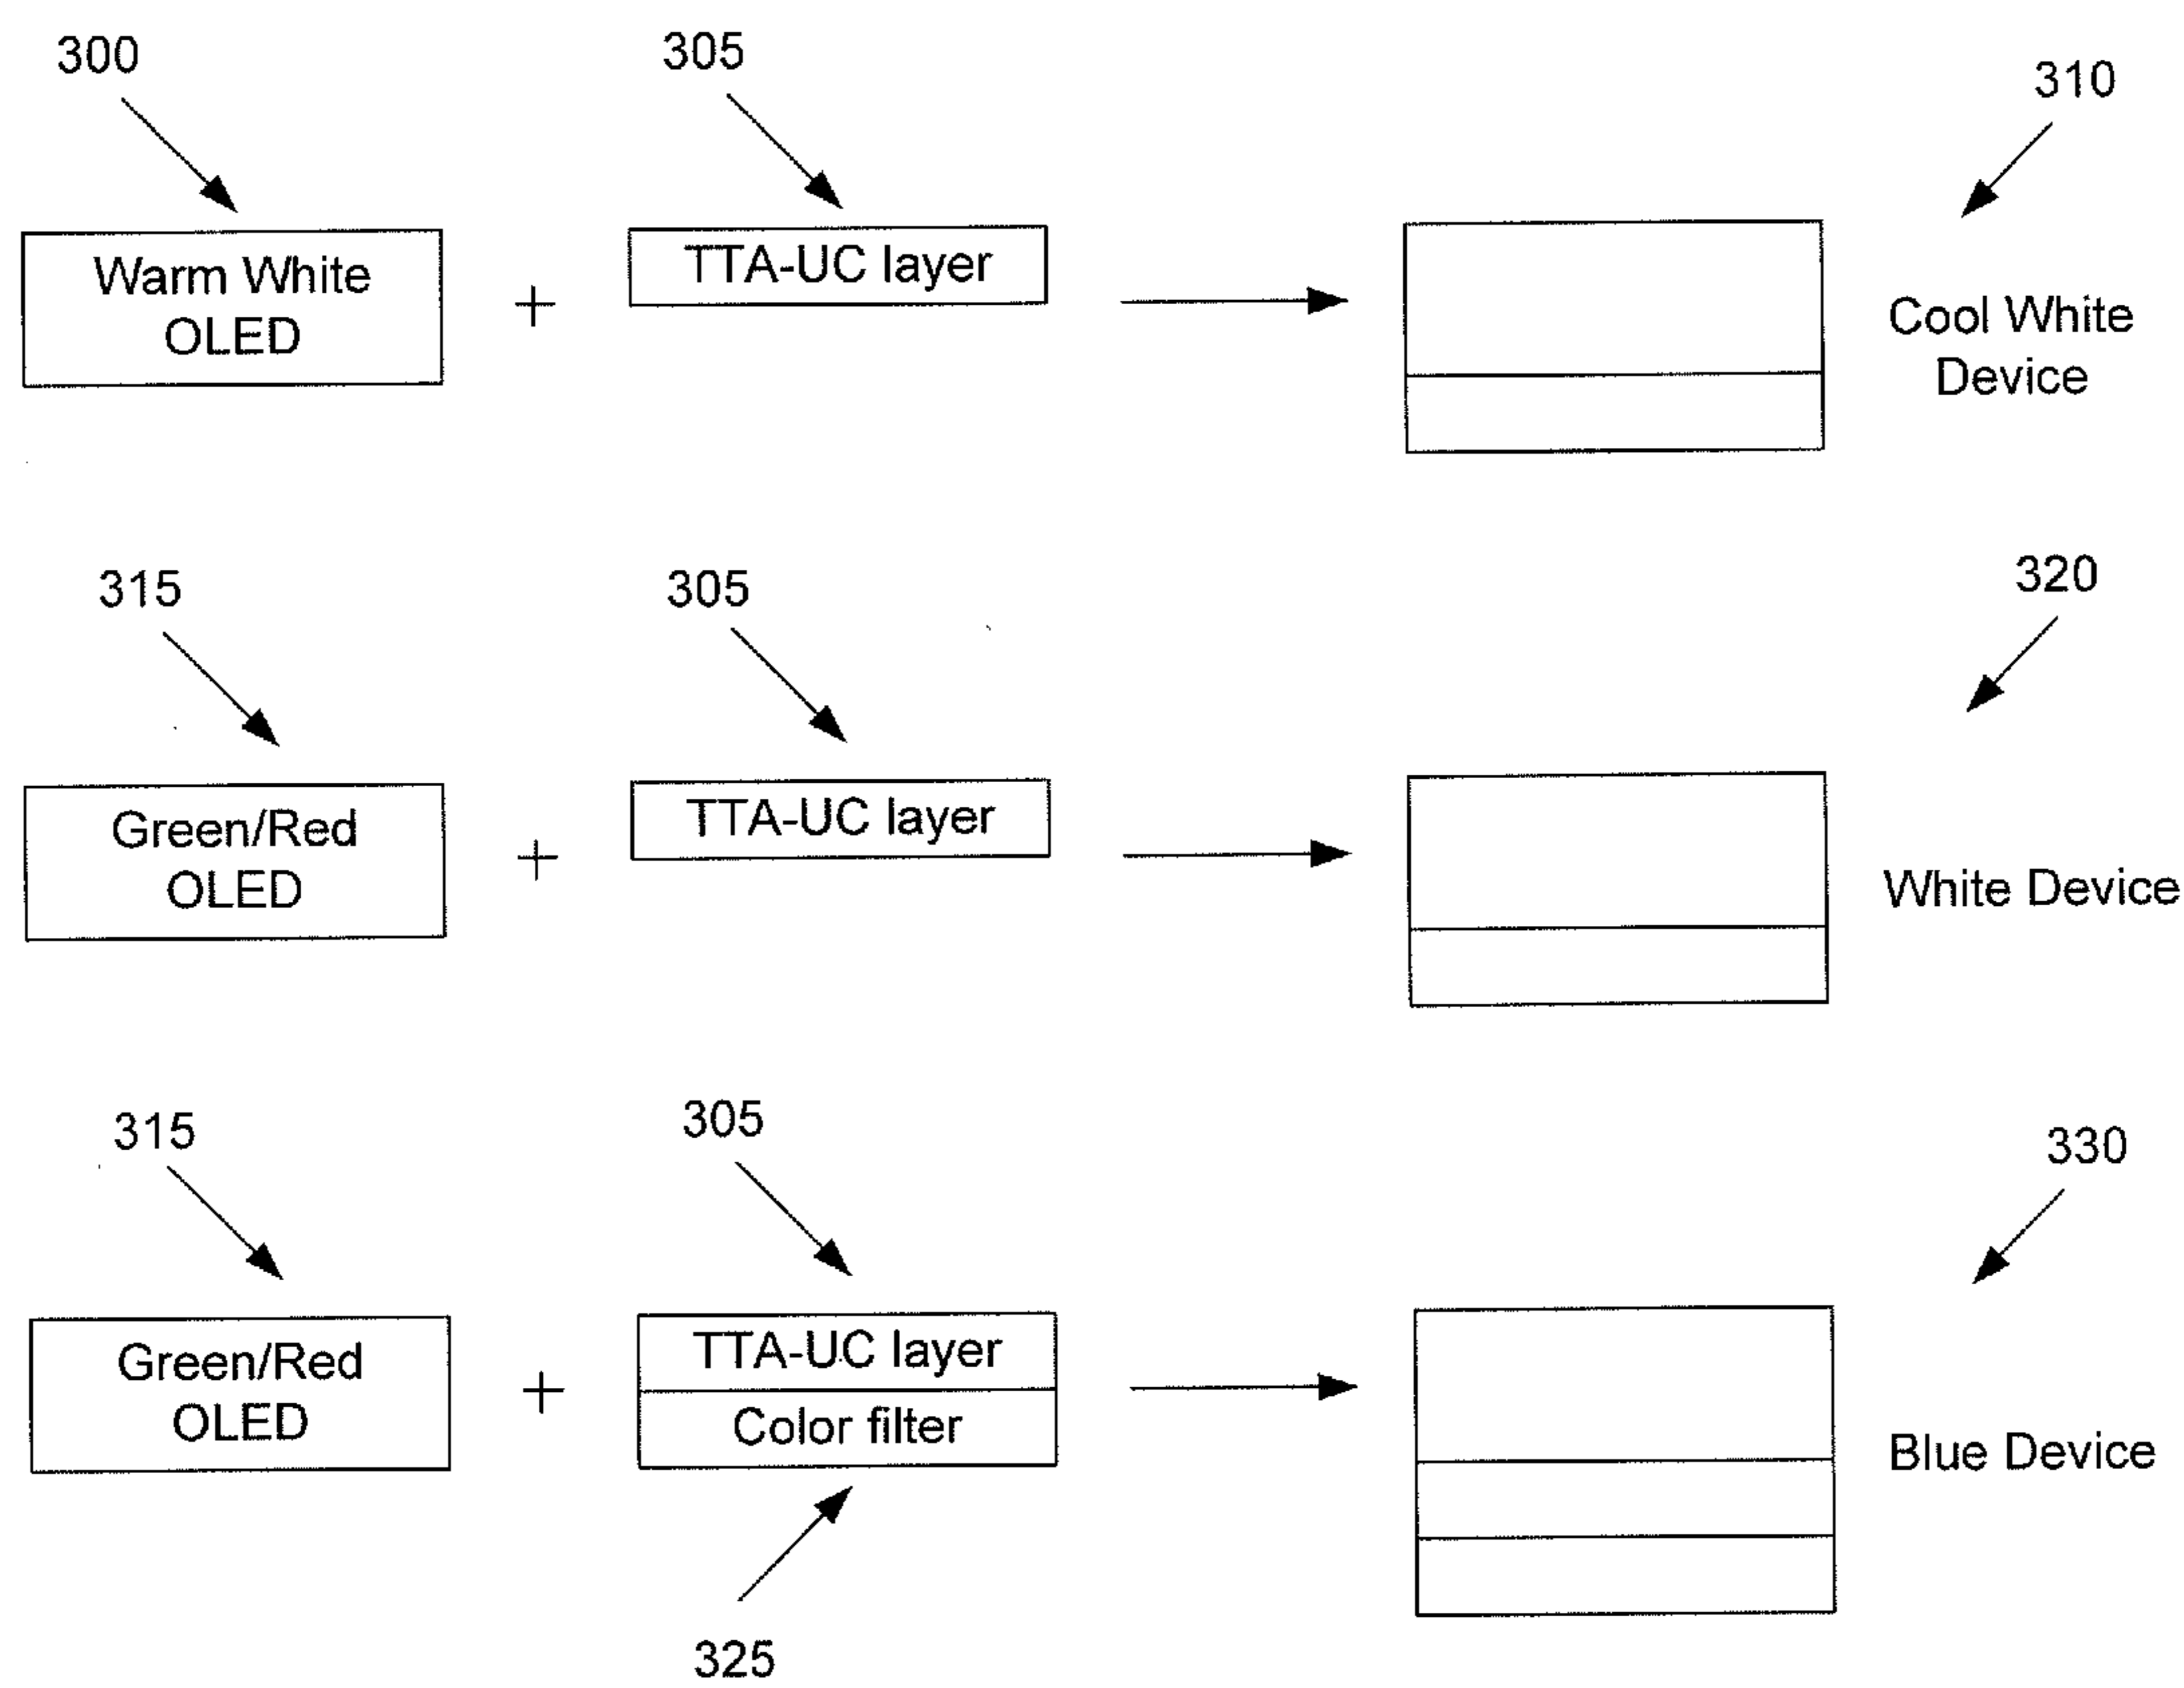 300
305
310
Warm White
OLED
+
TTA-UC layer
Cool White
Device
315
305
320
Green/Red
OLED
+
TTA-UC layer
White Device
315
305
330
Green/Red
OLED
+
TTA-UC layer
Color filter
Blue Device
325